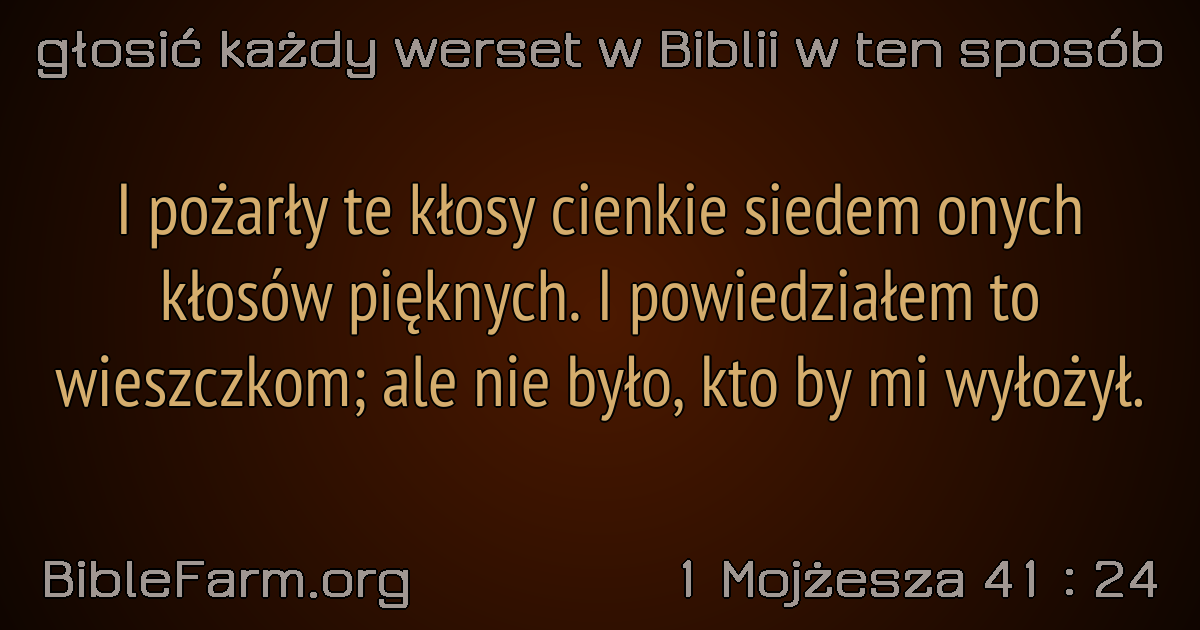 głosić każdy werset w Biblii w ten sposób
I pożarły te kłosy cienkie siedem onych
kłosów pięknych. I powiedziałem to
wieszczkom; ale nie było, kto by mi wyłożył.
BibleFarm.org
1 Mojżesza 41 : 24